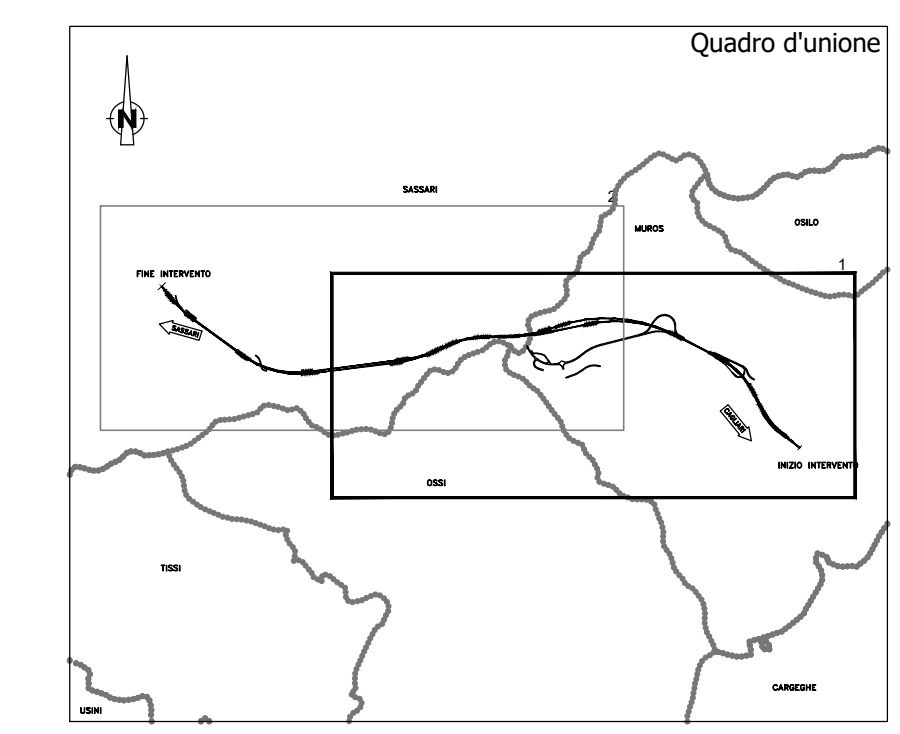 Quadro d'unione
N
SASSARI
2
MUROS
OSILO
1
FINE INTERVENTO
SASSARI
CAGLIARI
INIZIO INTERVENTO
OSSI
TISSI
CARGEGHE
USINI